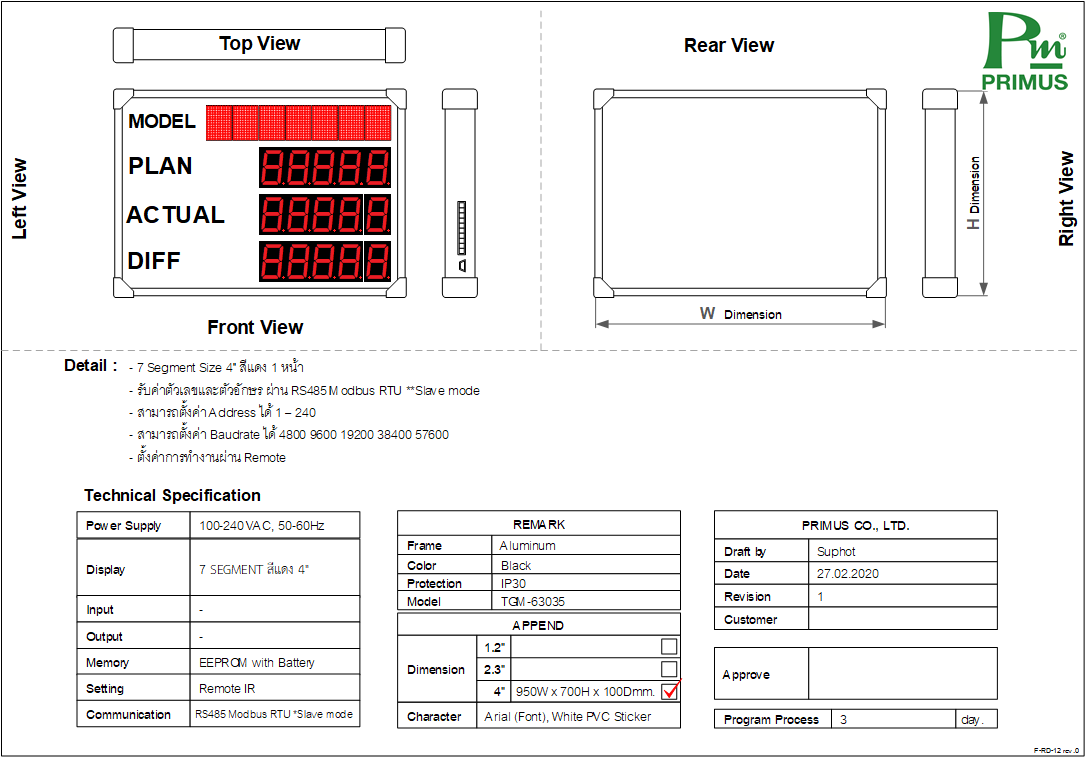 Top View
Rear View
Pm®
PRIMUS
MODEL
PLAN 88888
ACTUAL 88888
DIFF 88888
Left View
Right View
H Dimension
W Dimension
Front View
Detail : - 7 Segment Size 4" สีแดง 1 หน้า
- รับค่าตัวเลขและตัวอักษร ผ่าน RS485 Modbus RTU **Slave mode
- สามารถตั้งค่า Address ได้ 1 – 240
- สามารถตั้งค่า Baudrate ได้ 4800 9600 19200 38400 57600
- ตั้งค่าการทำงานผ่าน Remote
Technical Specification
Power Supply 100-240 VAC, 50-60Hz
Display 7 SEGMENT สีแดง 4"
Input -
Output -
Memory EEPROM with Battery
Setting Remote IR
Communication RS485 Modbus RTU *Slave mode
REMARK
Frame Aluminum
Color Black
Protection IP30
Model TGM-63035
APPEND
Dimension
1.2"
2.3"
4" 950W x 700H x 100Dmm.
Character Arial (Font), White PVC Sticker
PRIMUS CO., LTD.
Draft by Suphot
Date 27.02.2020
Revision 1
Customer
Approve
Program Process 3 day.
F-RD-12 rev.0